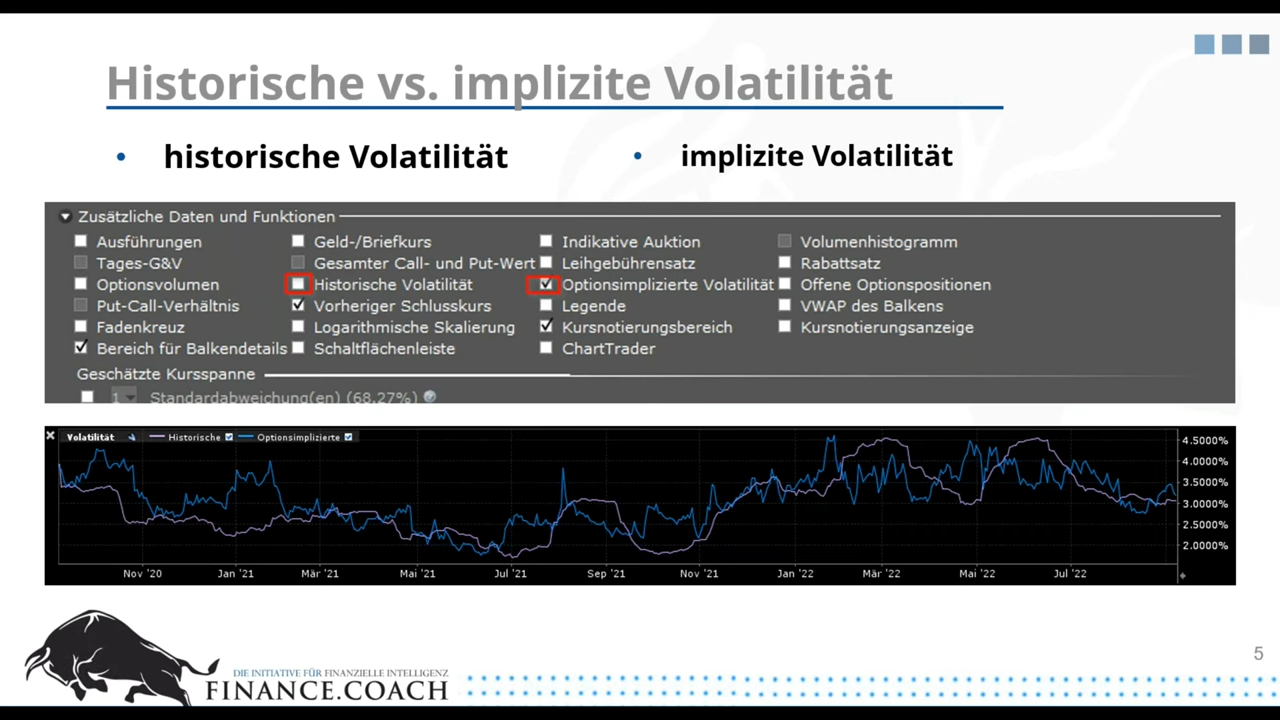 Historische vs. implizite Volatilität
• historische Volatilität
• implizite Volatilität
Zusätzliche Daten und Funktionen
Ausführungen Geld-/Briefkurs Indikative Auktion Volumenhistogramm
Tages-G&V Gesamter Call- und Put-Wert Leihgebührensatz Rabattsatz
Optionsvolumen Historische Volatilität Optionsimplizierte Volatilität Offene Optionspositionen
Put-Call-Verhältnis Vorheriger Schlusskurs Legende VWAP des Balkens
Fadenkreuz Logarithmische Skalierung Kursnotierungsbereich Kursnotierungsanzeige
Bereich für Balkendetails Schaltflächenleiste ChartTrader
Geschätzte Kursspanne
1 Standardabweichung(en) (68.27%)
Volatilität Historische Optionsimplizierte
4.5000%
4.0000%
3.5000%
3.0000%
2.5000%
2.0000%
Nov '20 Jan '21 Mär '21 Mai '21 Jul '21 Sep '21 Nov '21 Jan '22 Mär '22 Mai '22 Jul '22
DIE INITIATIVE FÜR FINANZIELLE INTELLIGENZ
FINANCE.COACH
5